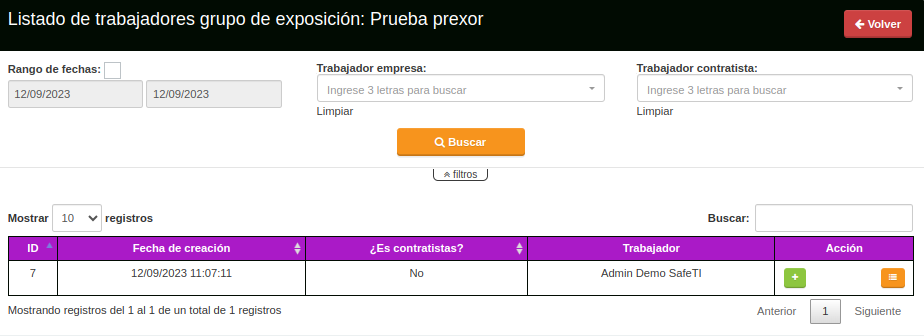 Listado de trabajadores grupo de exposición: Prueba prexor
Volver
Rango de fechas:
12/09/2023 12/09/2023
Trabajador empresa:
Ingrese 3 letras para buscar
Limpiar
Trabajador contratista:
Ingrese 3 letras para buscar
Limpiar
Buscar
filtros
Mostrar 10 registros
Buscar:
ID Fecha de creación ¿Es contratistas? Trabajador Acción
7 12/09/2023 11:07:11 No Admin Demo SafeTI
Mostrando registros del 1 al 1 de un total de 1 registros
Anterior 1 Siguiente